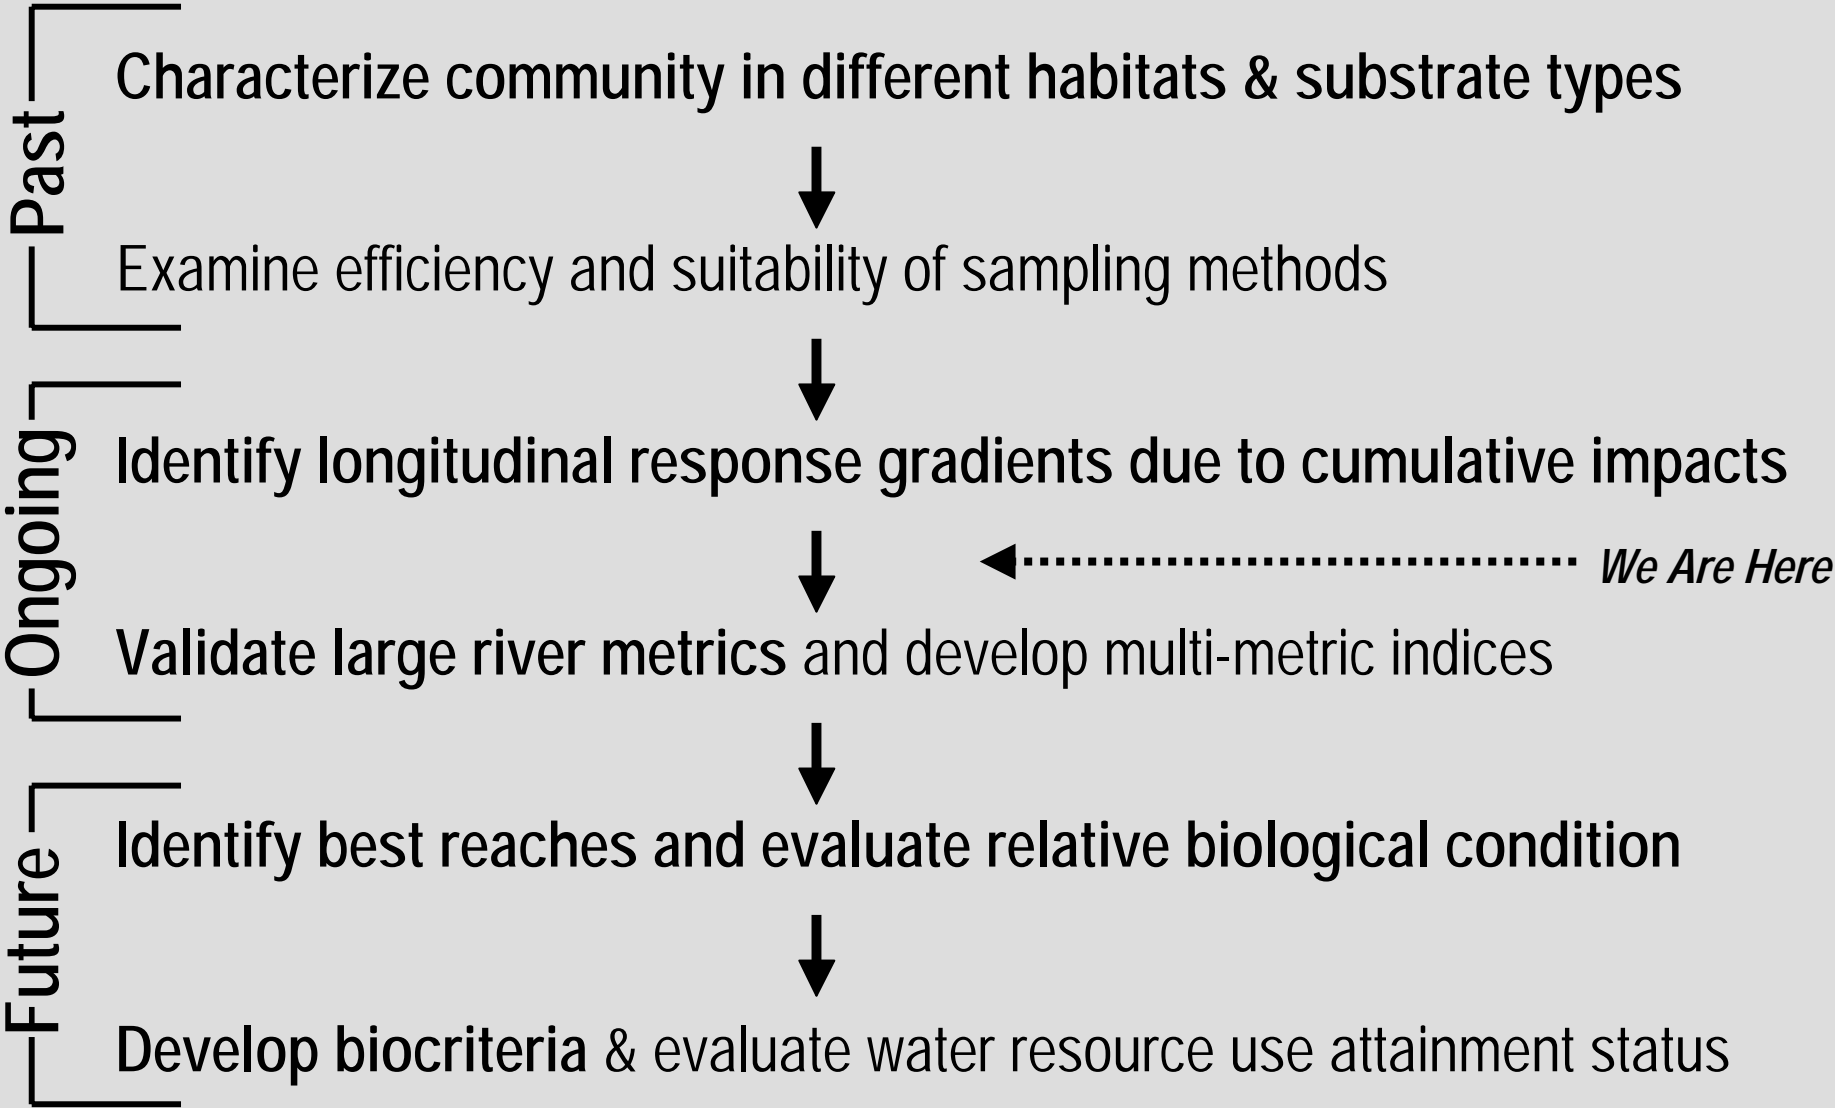 Past
Characterize community in different habitats & substrate types
Examine efficiency and suitability of sampling methods
Ongoing
Identify longitudinal response gradients due to cumulative impacts
We Are Here
Validate large river metrics and develop multi-metric indices
Future
Identify best reaches and evaluate relative biological condition
Develop biocriteria & evaluate water resource use attainment status